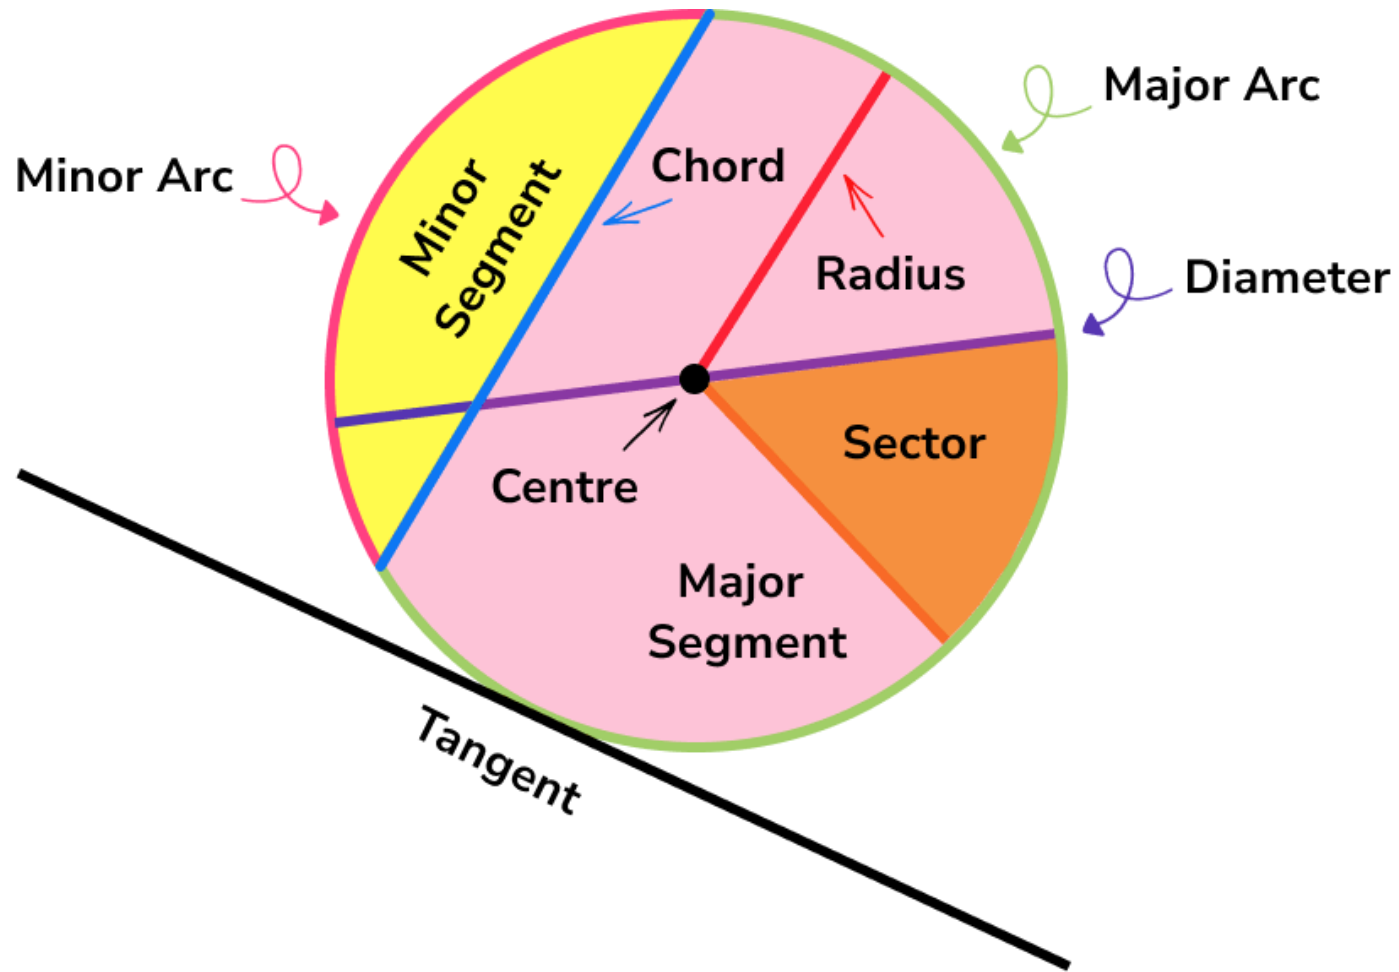 Major Arc
Minor Arc
Chord
Minor
Segment
Radius
Diameter
Sector
Centre
Major
Segment
Tangent